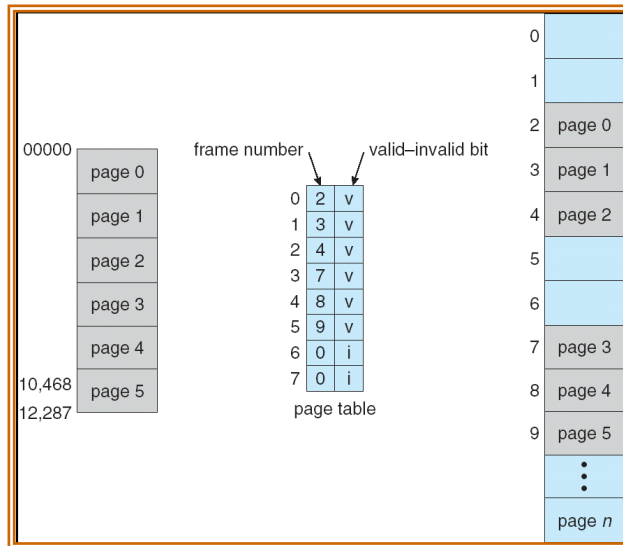 00000
page 0
page 1
page 2
page 3
page 4
10,468
page 5
12,287
frame number
valid–invalid bit
0 2 v
1 3 v
2 4 v
3 7 v
4 8 v
5 9 v
6 0 i
7 0 i
page table
0
1
2 page 0
3 page 1
4 page 2
5
6
7 page 3
8 page 4
9 page 5
page n